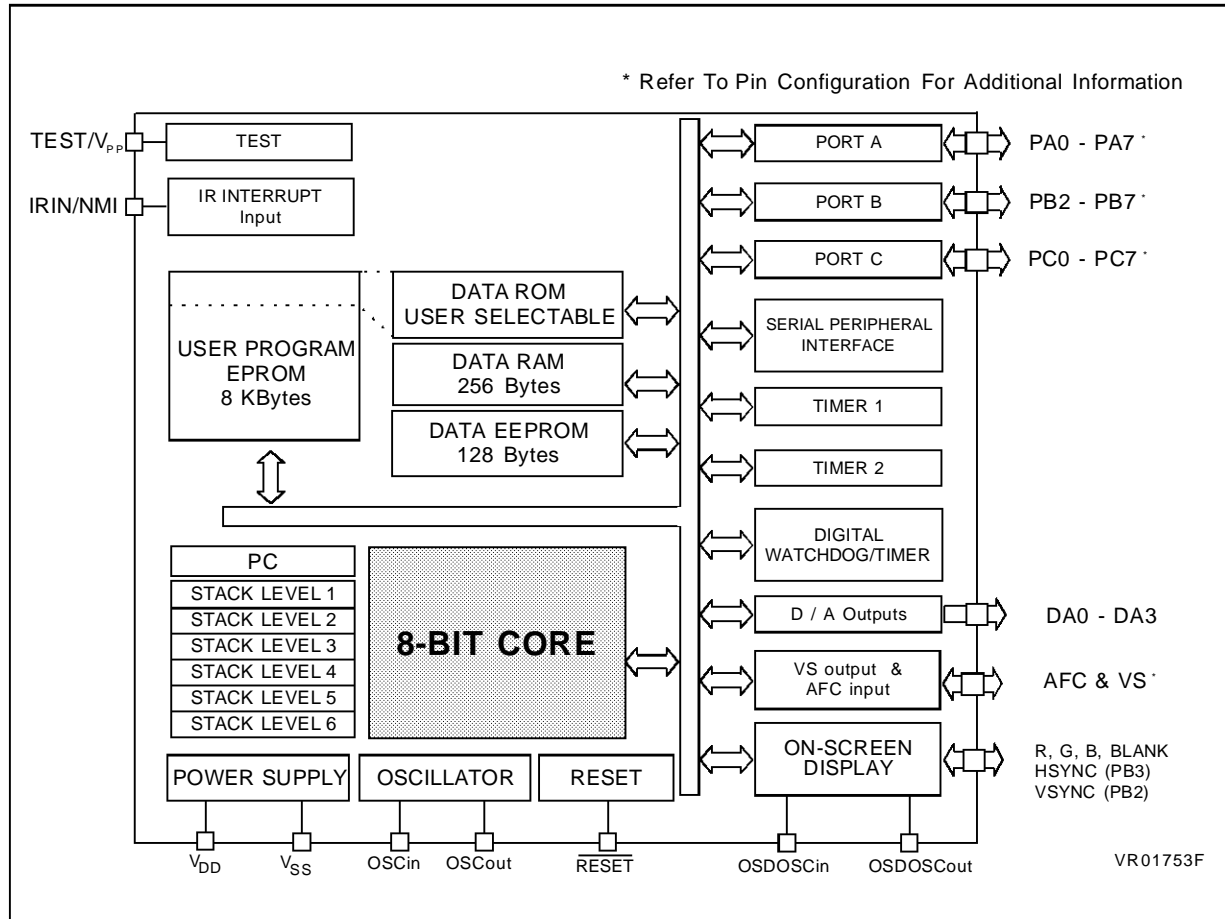 * Refer To Pin Configuration For Additional Information
TEST/VPP
TEST
IRIN/NMI
IR INTERRUPT
Input
USER PROGRAM
EPROM
8 KBytes
DATA ROM
USER SELECTABLE
DATA RAM
256 Bytes
DATA EEPROM
128 Bytes
PC
STACK LEVEL 1
STACK LEVEL 2
STACK LEVEL 3
STACK LEVEL 4
STACK LEVEL 5
STACK LEVEL 6
8-BIT CORE
POWER SUPPLY
OSCILLATOR
RESET
VDD
VSS
OSCin
OSCout
RESET
PORT A
PA0 - PA7 *
PORT B
PB2 - PB7 *
PORT C
PC0 - PC7 *
SERIAL PERIPHERAL
INTERFACE
TIMER 1
TIMER 2
DIGITAL
WATCHDOG/TIMER
D / A Outputs
DA0 - DA3
VS output &
AFC input
AFC & VS *
ON-SCREEN
DISPLAY
R, G, B, BLANK
HSYNC (PB3)
VSYNC (PB2)
OSDOSCin
OSDOSCout
VR01753F